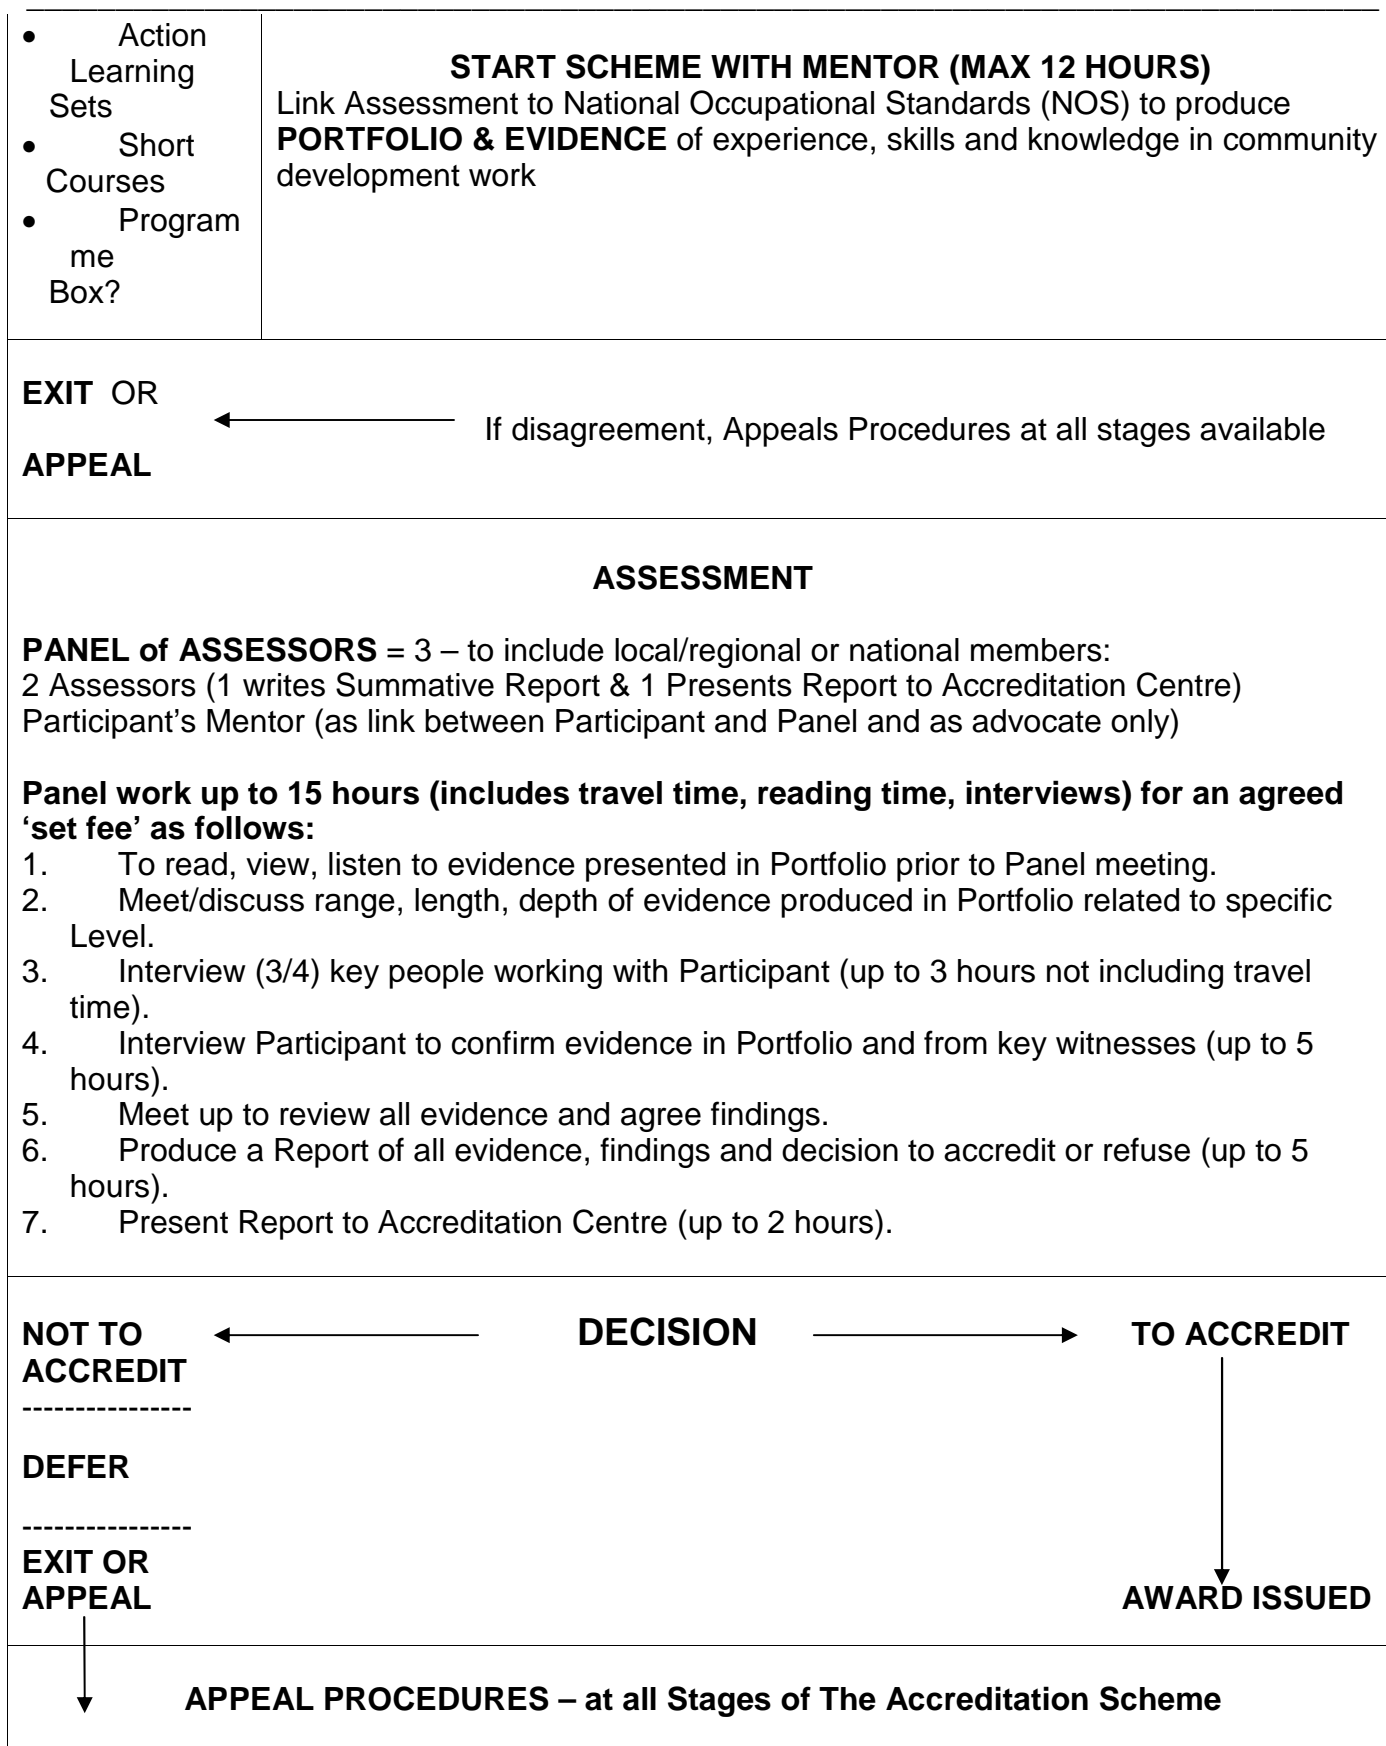 • Action
Learning
Sets
• Short
Courses
• Program
me
Box?
START SCHEME WITH MENTOR (MAX 12 HOURS)
Link Assessment to National Occupational Standards (NOS) to produce
PORTFOLIO & EVIDENCE of experience, skills and knowledge in community
development work
EXIT OR
APPEAL
If disagreement, Appeals Procedures at all stages available
ASSESSMENT
PANEL of ASSESSORS = 3 – to include local/regional or national members:
2 Assessors (1 writes Summative Report & 1 Presents Report to Accreditation Centre)
Participant’s Mentor (as link between Participant and Panel and as advocate only)
Panel work up to 15 hours (includes travel time, reading time, interviews) for an agreed
‘set fee’ as follows:
1. To read, view, listen to evidence presented in Portfolio prior to Panel meeting.
2. Meet/discuss range, length, depth of evidence produced in Portfolio related to specific
Level.
3. Interview (3/4) key people working with Participant (up to 3 hours not including travel
time).
4. Interview Participant to confirm evidence in Portfolio and from key witnesses (up to 5
hours).
5. Meet up to review all evidence and agree findings.
6. Produce a Report of all evidence, findings and decision to accredit or refuse (up to 5
hours).
7. Present Report to Accreditation Centre (up to 2 hours).
NOT TO
ACCREDIT
----------------
DEFER
----------------
EXIT OR
APPEAL
DECISION
TO ACCREDIT
AWARD ISSUED
APPEAL PROCEDURES – at all Stages of The Accreditation Scheme